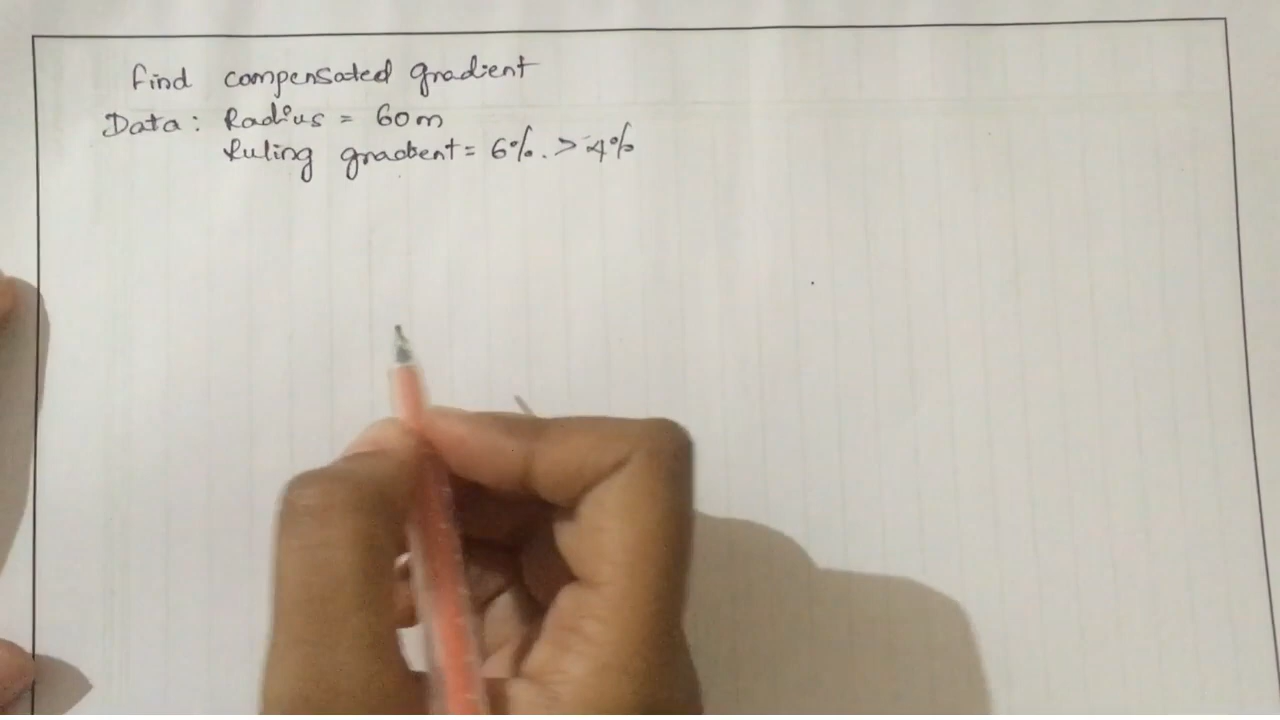 find compensated gradient
Data: Radius = 60m
Ruling gradient = 6%. > 4%